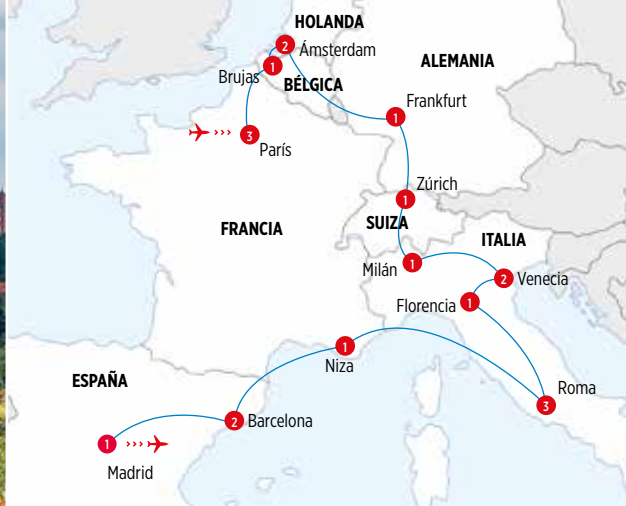 HOLANDA
2
Ámsterdam
ALEMANIA
1
Brujas
BÉLGICA
1
Frankfurt
3
París
1
Zúrich
FRANCIA
SUIZA
ITALIA
Milán
1
2
Venecia
Florencia
1
1
Niza
ESPAÑA
Roma
3
2
Barcelona
1
Madrid